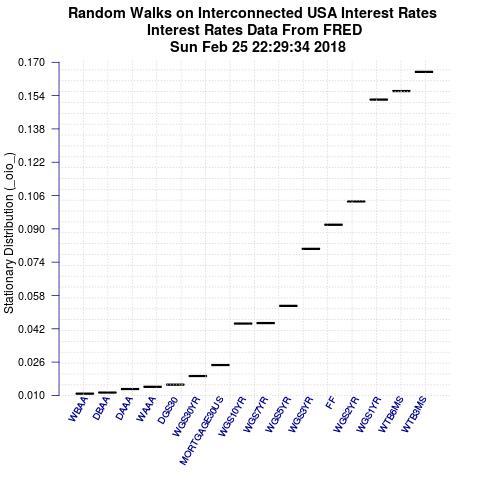 Random Walks on Interconnected USA Interest Rates
Interest Rates Data From FRED
Sun Feb 25 22:29:34 2018
Stationary Distribution (_oio_)
0.170
0.154
0.138
0.122
0.106
0.090
0.074
0.058
0.042
0.026
0.010
WBAA
DBAA
DAAA
WAAA
DGS30
WGS30YR
MORTGAGE30US
WGS10YR
WGS7YR
WGS5YR
WGS3YR
FF
WGS2YR
WGS1YR
WTB6MS
WTB3MS